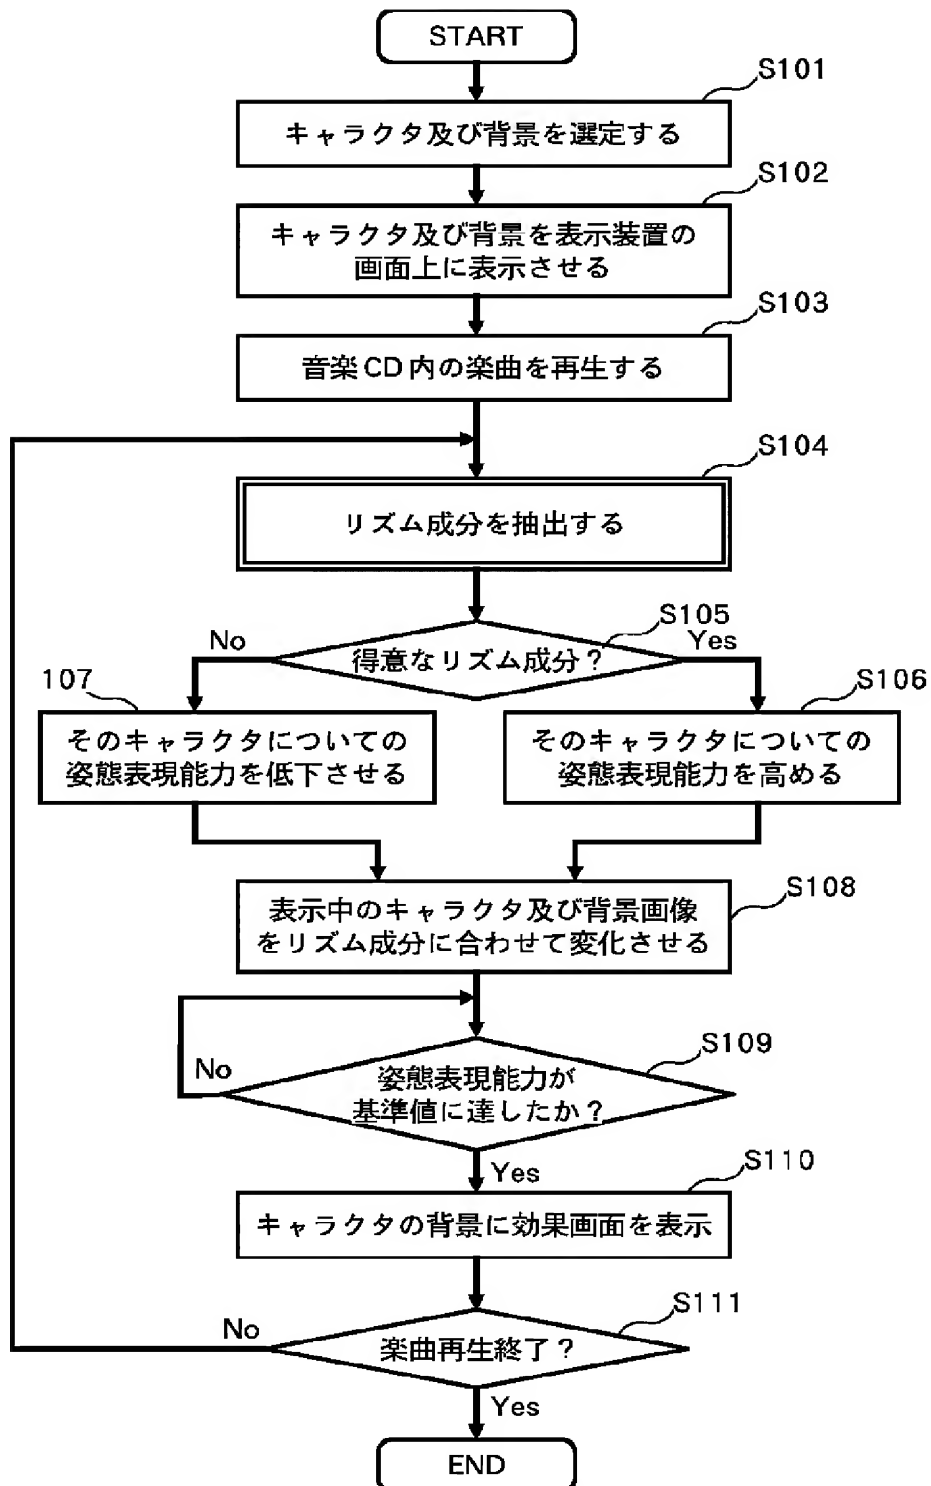 START
S101
キャラクタ及び背景を選定する
S102
キャラクタ及び背景を表示装置の
画面上に表示させる
S103
音楽CD内の楽曲を再生する
S104
リズム成分を抽出する
S105
No
得意なリズム成分?
Yes
107
そのキャラクタについての
姿態表現能力を低下させる
S106
そのキャラクタについての
姿態表現能力を高める
S108
表示中のキャラクタ及び背景画像
をリズム成分に合わせて変化させる
S109
No
姿態表現能力が
基準値に達したか?
Yes
S110
キャラクタの背景に効果画面を表示
S111
No
楽曲再生終了?
Yes
END